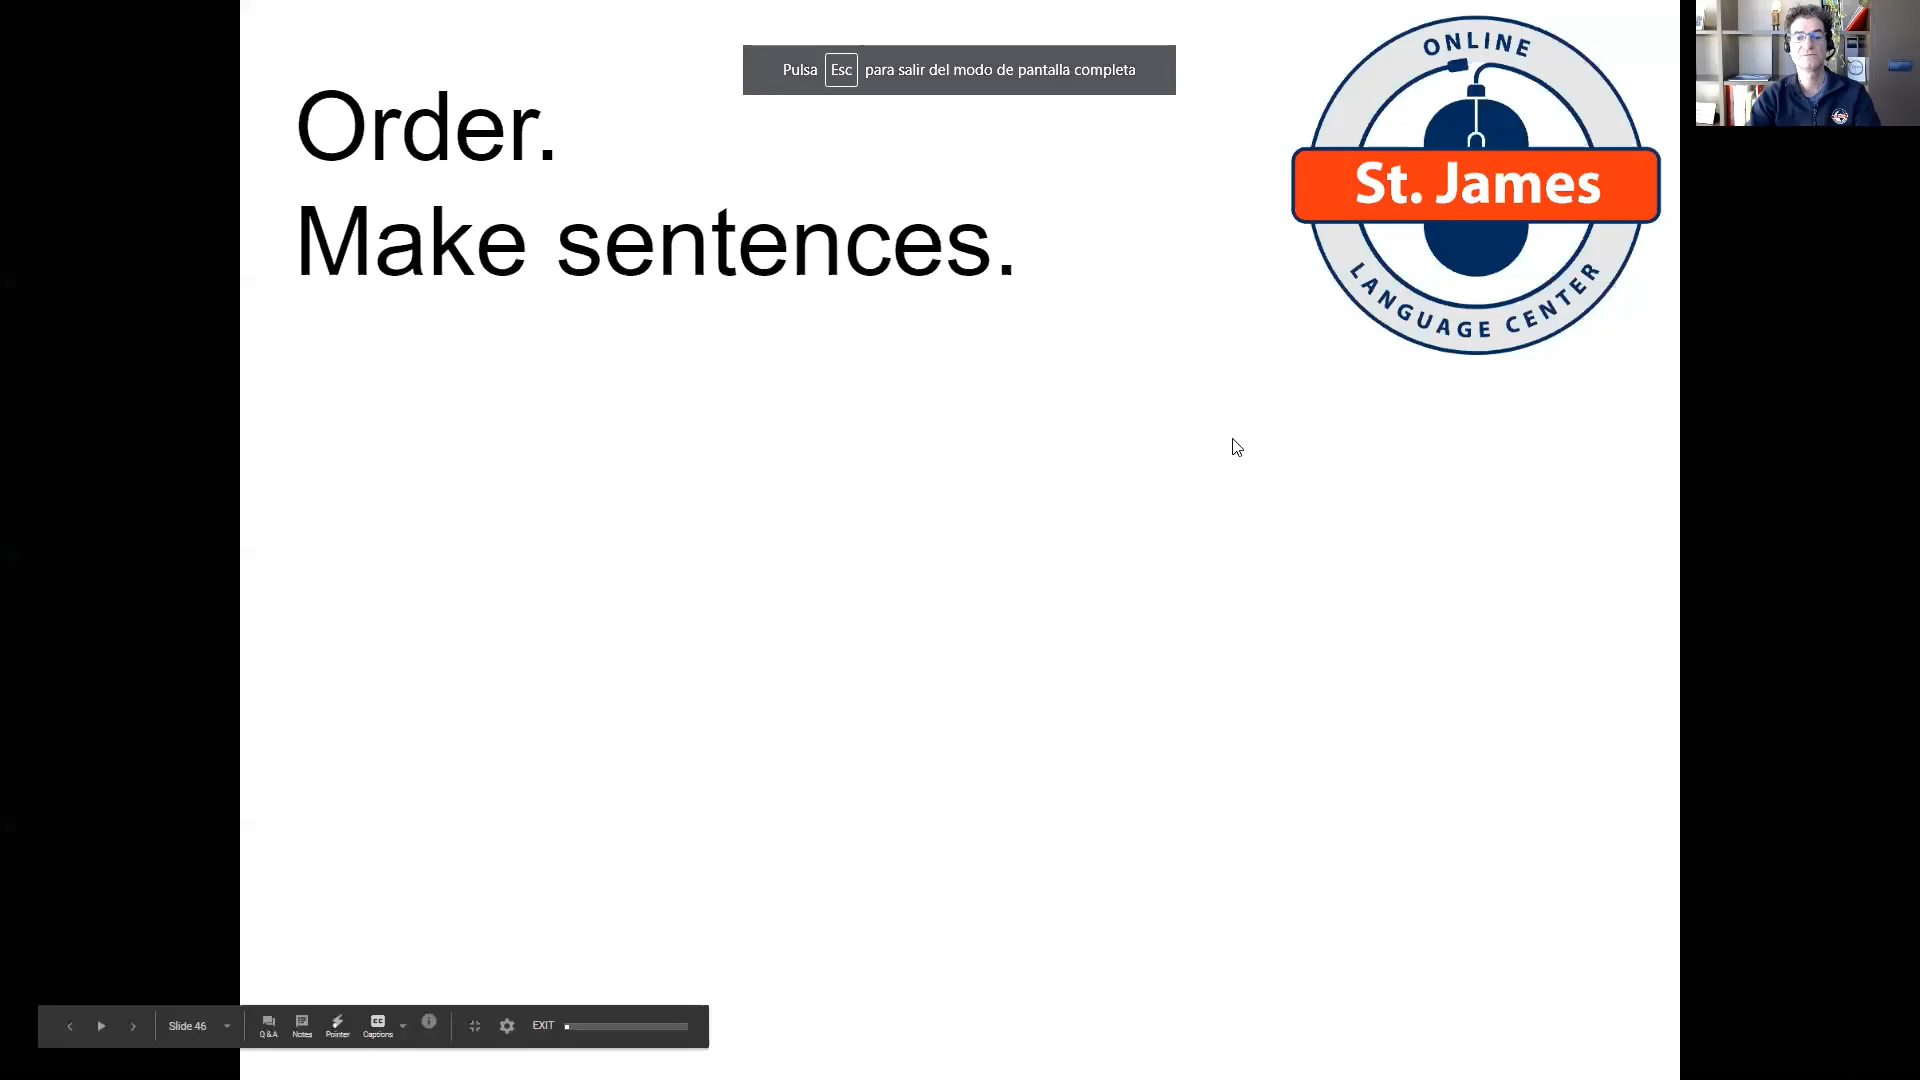 Pulsa Esc para salir del modo de pantalla completa
Order.
Make sentences.
ONLINE
St. James
LANGUAGE CENTER
Slide 46
Q&A
Notes
Pointer
Captions
EXIT